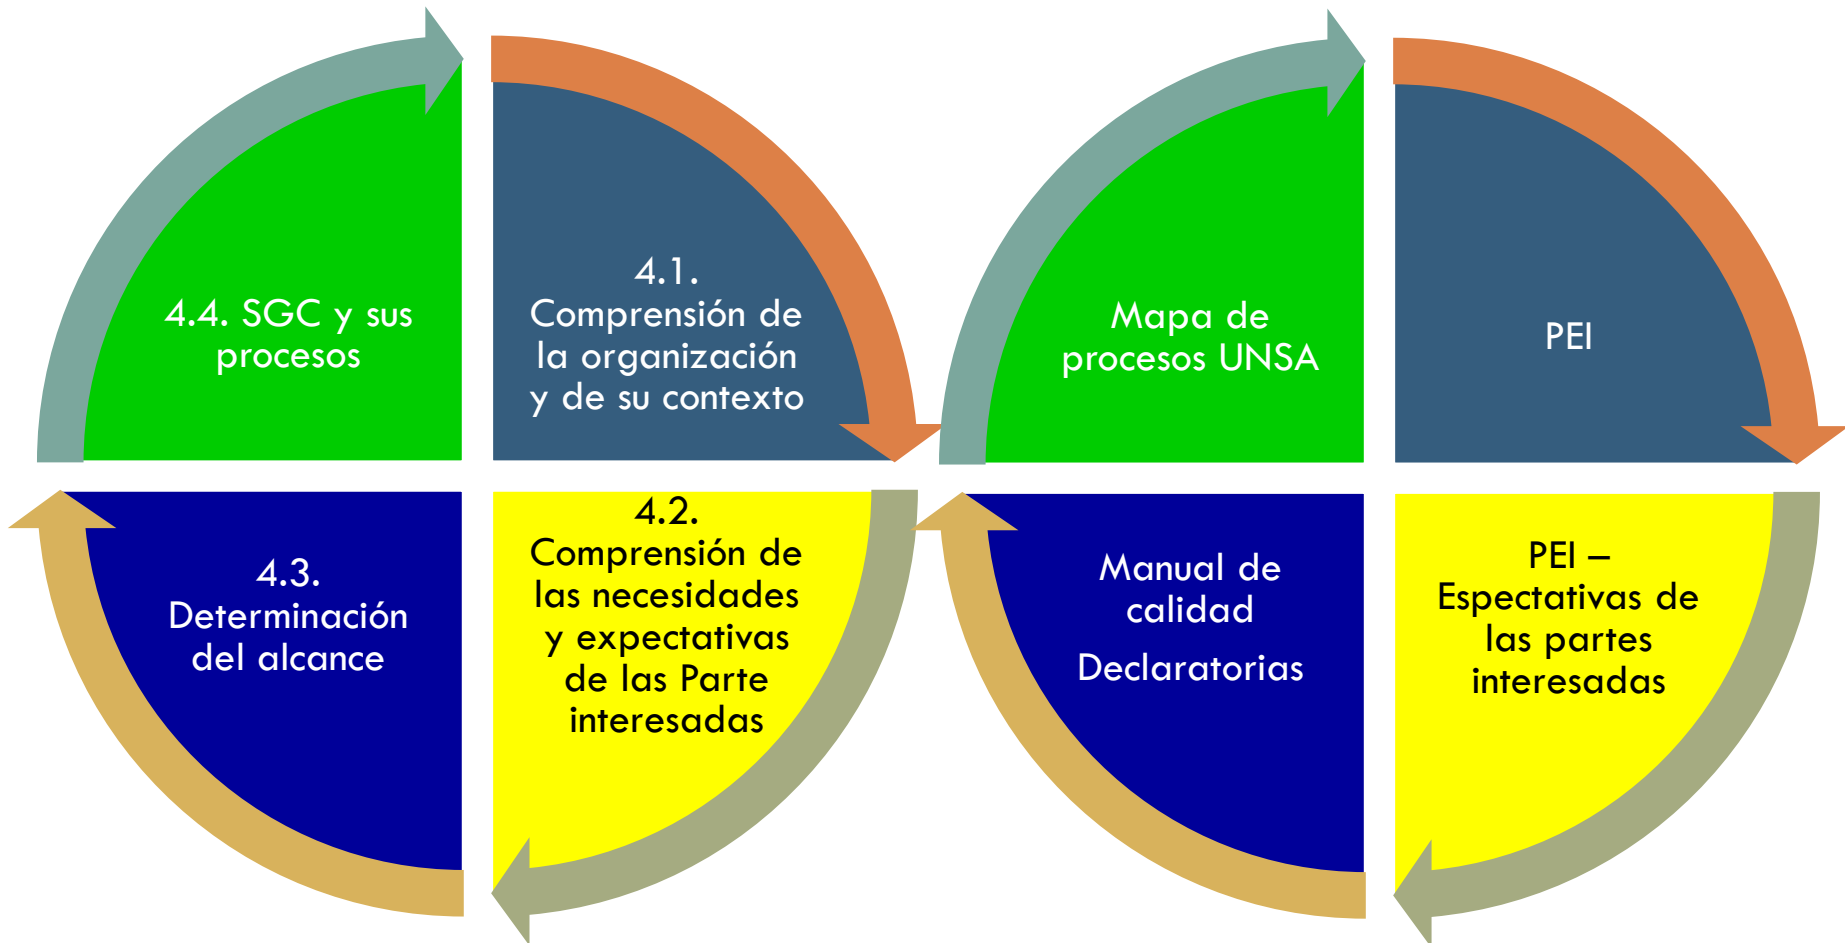 4.4. SGC y sus
procesos
4.1.
Comprensión de
la organización
y de su contexto
4.3.
Determinación
del alcance
4.2.
Comprensión de
las necesidades
y expectativas
de las Parte
interesadas
Mapa de
procesos UNSA
PEI
Manual de
calidad
Declaratorias
PEI –
Espectativas de
las partes
interesadas